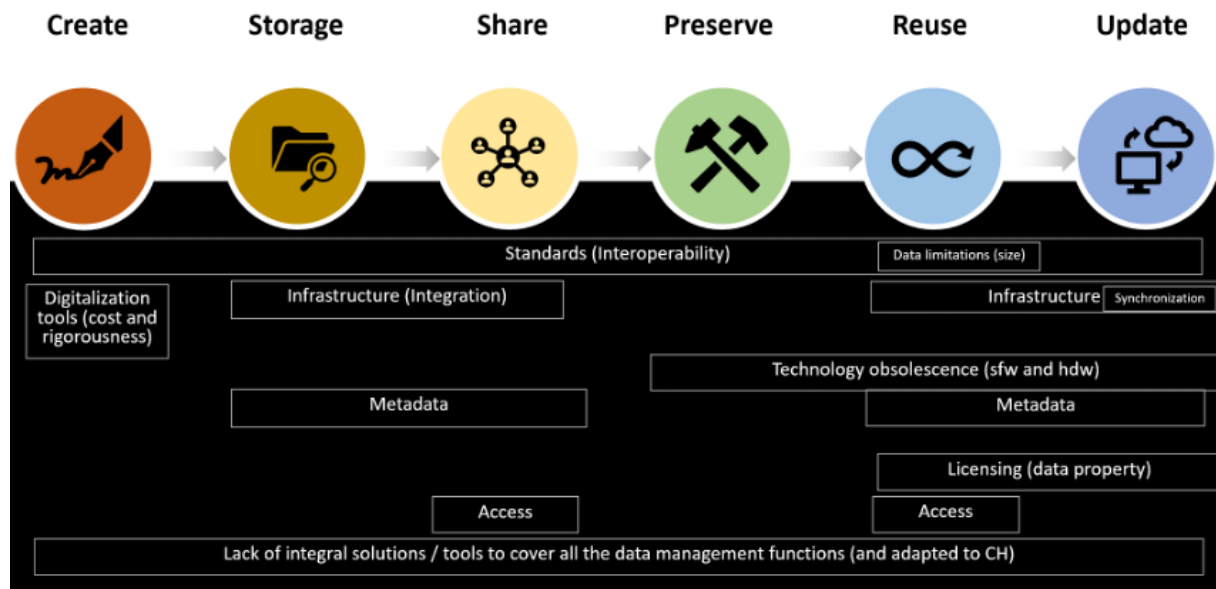 Create
Storage
Share
Preserve
Reuse
Update
Standards (Interoperability)
Data limitations (size)
Digitalization
tools (cost and
rigorousness)
Infrastructure (Integration)
Infrastructure
Synchronization
Technology obsolescence (sfw and hdw)
Metadata
Metadata
Licensing (data property)
Access
Access
Lack of integral solutions / tools to cover all the data management functions (and adapted to CH)